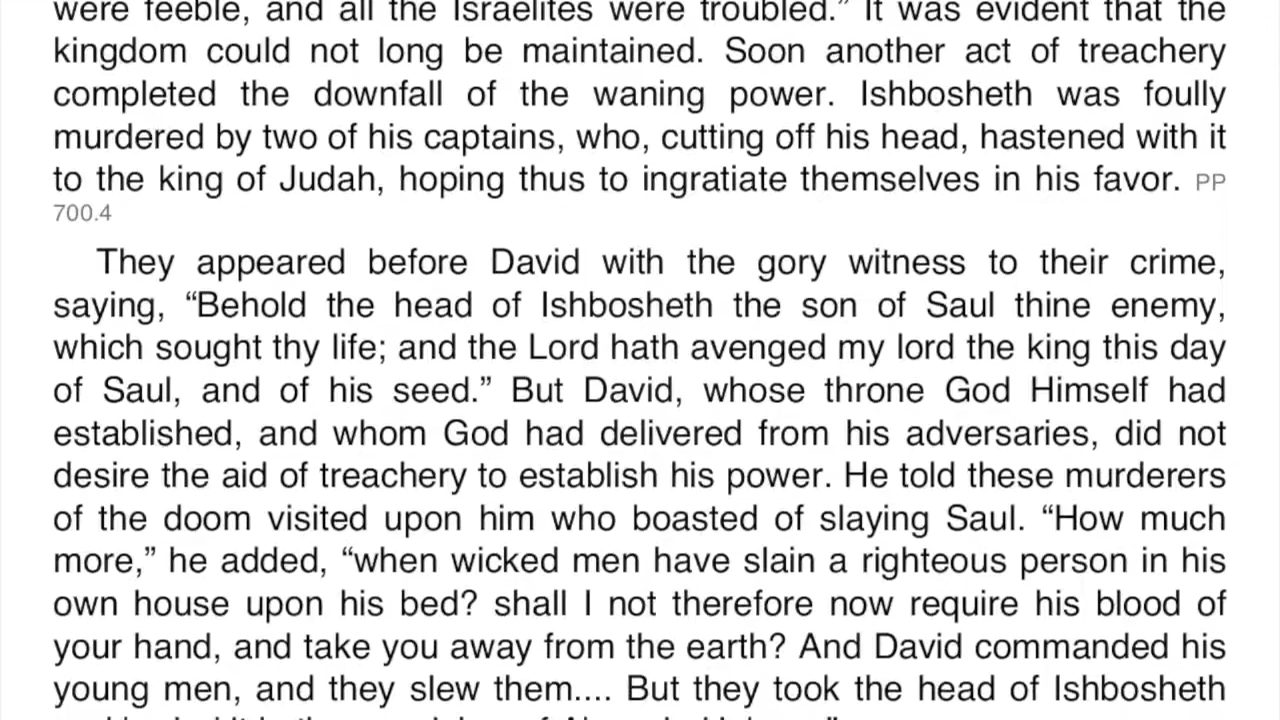 were feeble, and all the Israelites were troubled.” It was evident that the
kingdom could not long be maintained. Soon another act of treachery
completed the downfall of the waning power. Ishbosheth was foully
murdered by two of his captains, who, cutting off his head, hastened with it
to the king of Judah, hoping thus to ingratiate themselves in his favor. PP
700.4
They appeared before David with the gory witness to their crime,
saying, “Behold the head of Ishbosheth the son of Saul thine enemy,
which sought thy life; and the Lord hath avenged my lord the king this day
of Saul, and of his seed.” But David, whose throne God Himself had
established, and whom God had delivered from his adversaries, did not
desire the aid of treachery to establish his power. He told these murderers
of the doom visited upon him who boasted of slaying Saul. “How much
more,” he added, “when wicked men have slain a righteous person in his
own house upon his bed? shall I not therefore now require his blood of
your hand, and take you away from the earth? And David commanded his
young men, and they slew them.... But they took the head of Ishbosheth